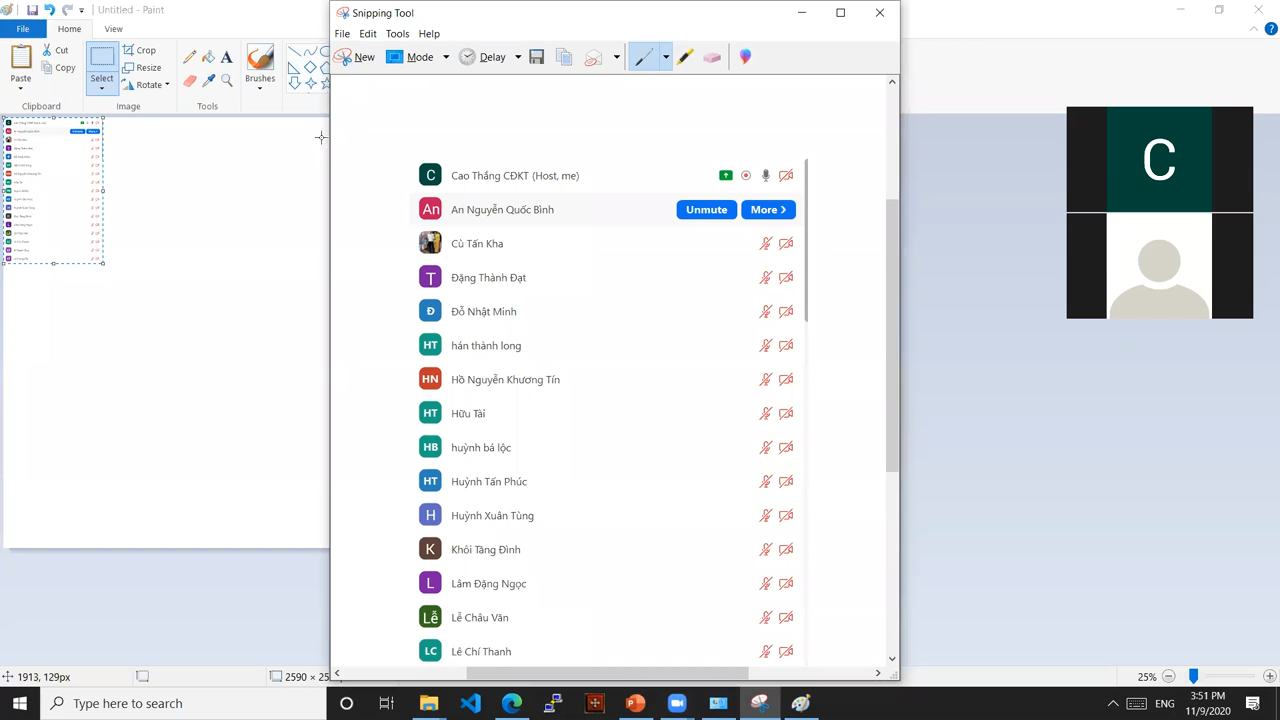 Untitled - Paint
File Home View
Paste
Cut
Copy
Clipboard
Select
Crop
Resize
Rotate
Image
Tools
Brushes
Snipping Tool
File Edit Tools Help
New Mode Delay
C Cao Thắng CĐKT (Host, me)
An An Nguyễn Quốc Bình Unmute More
Cù Tấn Kha
T Đặng Thành Đạt
Đ Đỗ Nhật Minh
HT hán thành long
HN Hồ Nguyễn Khương Tín
HT Hữu Tài
HB huỳnh bá lộc
HT Huỳnh Tấn Phúc
H Huỳnh Xuân Tùng
K Khôi Tăng Đình
L Lâm Đặng Ngọc
Lễ Lễ Châu Văn
LC Lê Chí Thanh
C
1913, 129px
2590 × 25
25%
Type here to search
ENG
3:51 PM
11/9/2020